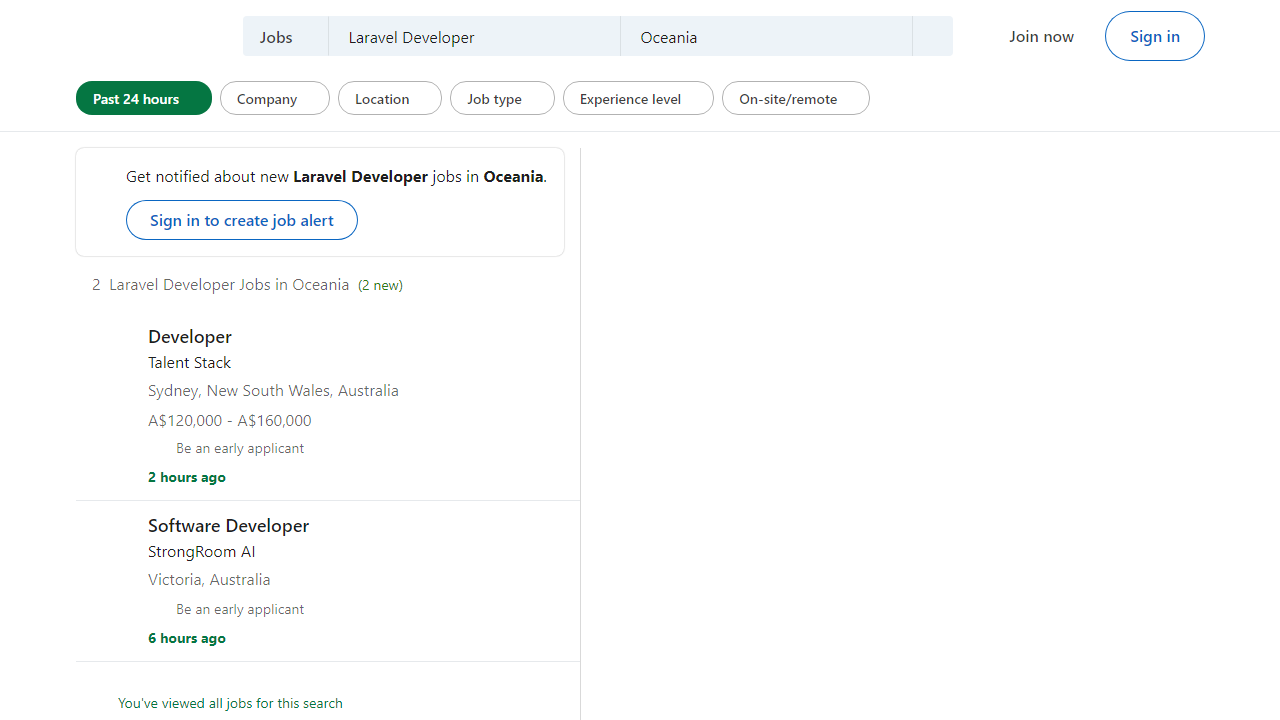 Jobs Laravel Developer Oceania Join now Sign in
Past 24 hours Company Location Job type Experience level On-site/remote
Get notified about new Laravel Developer jobs in Oceania.
Sign in to create job alert
2 Laravel Developer Jobs in Oceania (2 new)
Developer
Talent Stack
Sydney, New South Wales, Australia
A$120,000 - A$160,000
Be an early applicant
2 hours ago
Software Developer
StrongRoom AI
Victoria, Australia
Be an early applicant
6 hours ago
You've viewed all jobs for this search